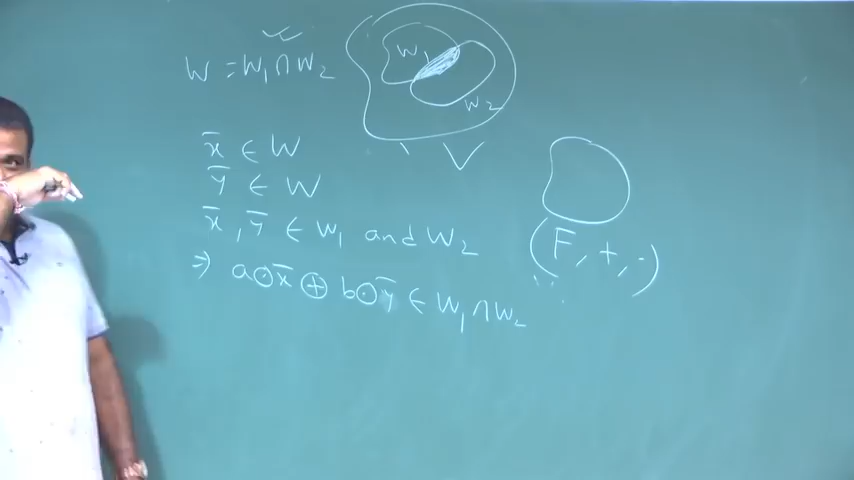 W = W₁ ∩ W₂
W₁
W₂
V
x̄ ∈ W
ȳ ∈ W
x̄, ȳ ∈ W₁ and W₂
⇒ a⊙x̄ ⊕ b⊙ȳ ∈ W₁ ∩ W₂
(F, +, ·)